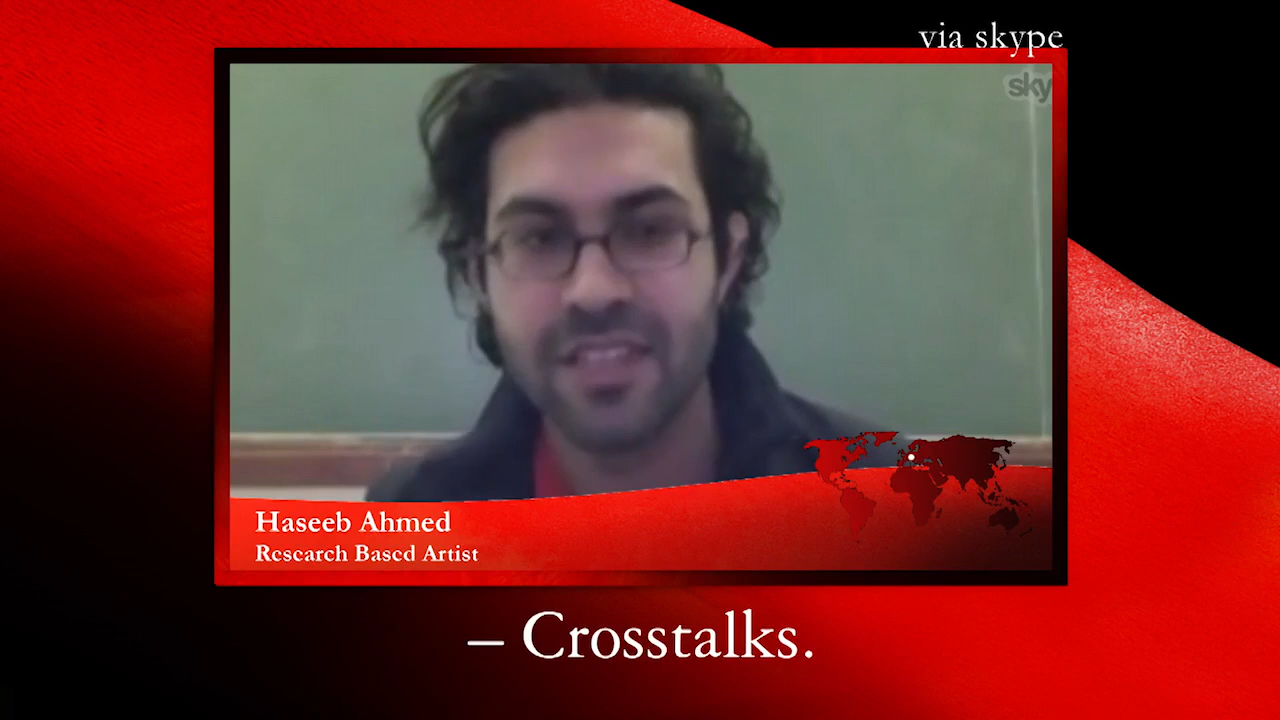 via skype
sky
Haseeb Ahmed
Research Based Artist
– Crosstalks.